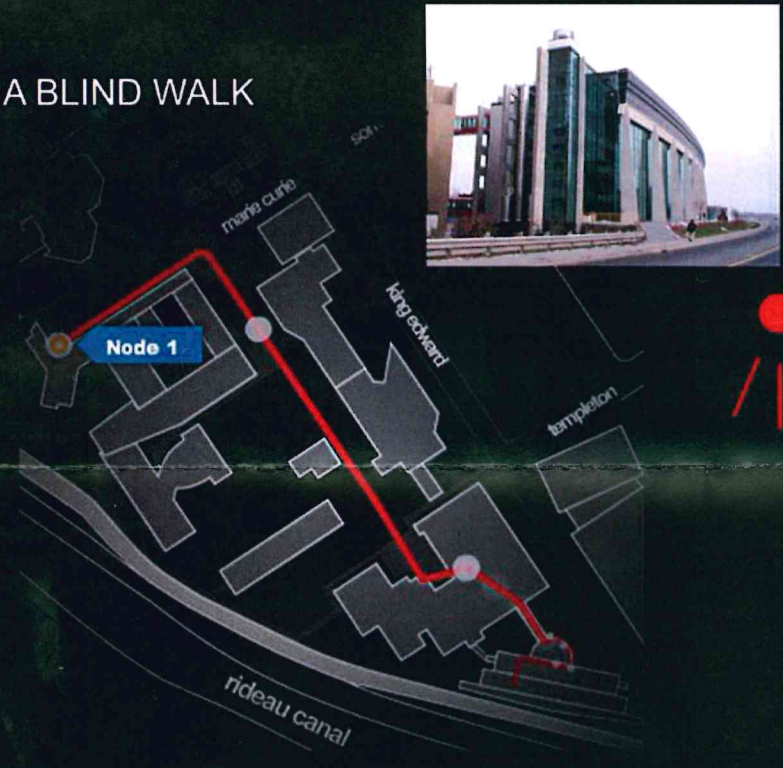 A BLIND WALK
marie curie
king edward
Node 1
templeton
rideau canal